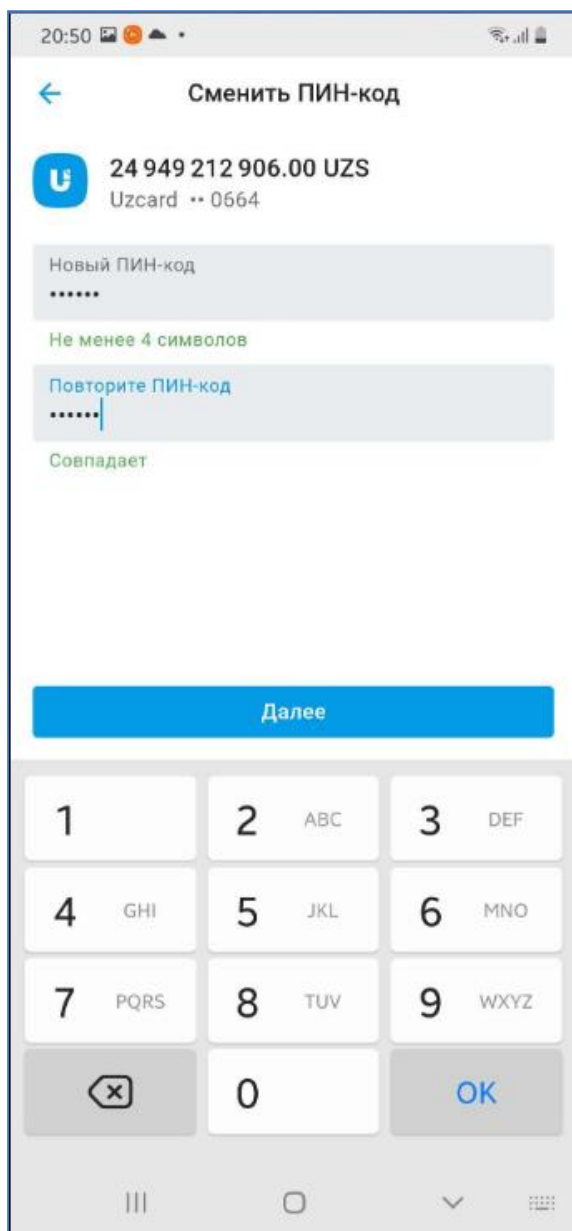 20:50
Сменить ПИН-код
24 949 212 906.00 UZS
Uzcard •• 0664
Новый ПИН-код
••••••
Не менее 4 символов
Повторите ПИН-код
••••••
Совпадает
Далее
1
2 ABC
3 DEF
4 GHI
5 JKL
6 MNO
7 PQRS
8 TUV
9 WXYZ
0
OK